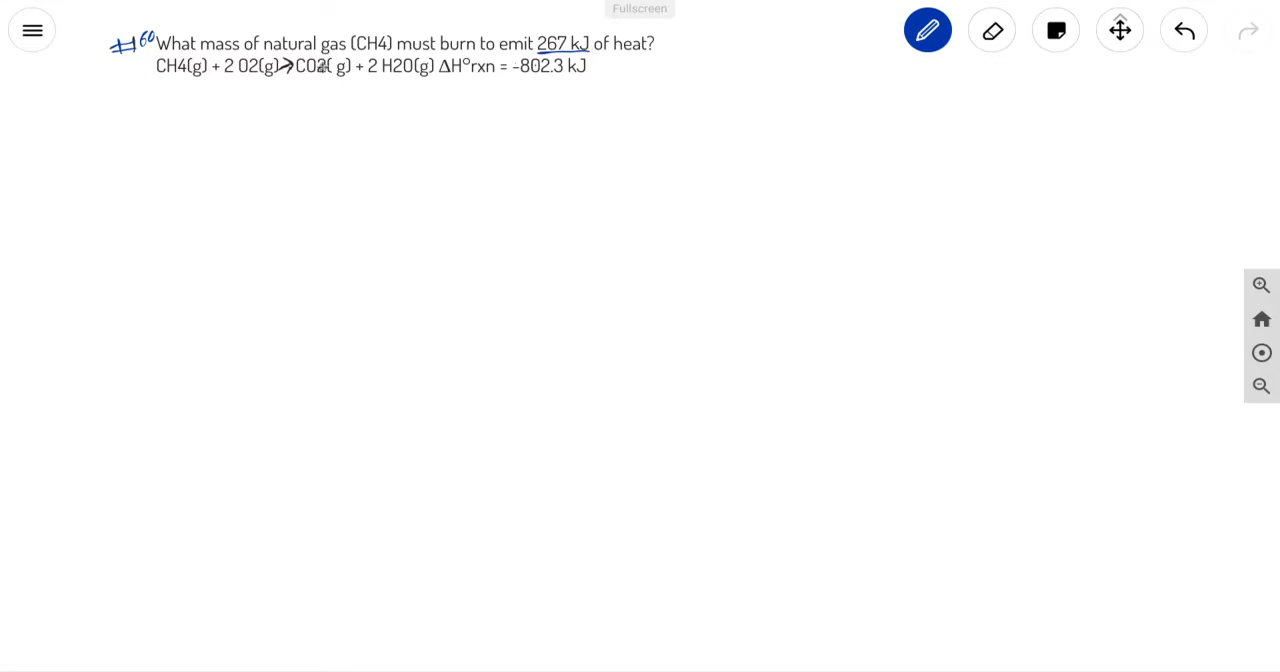 Fullscreen
#60 What mass of natural gas (CH4) must burn to emit 267 kJ of heat?
CH4(g) + 2 O2(g)→CO2( g) + 2 H2O(g) ΔH°rxn = -802.3 kJ